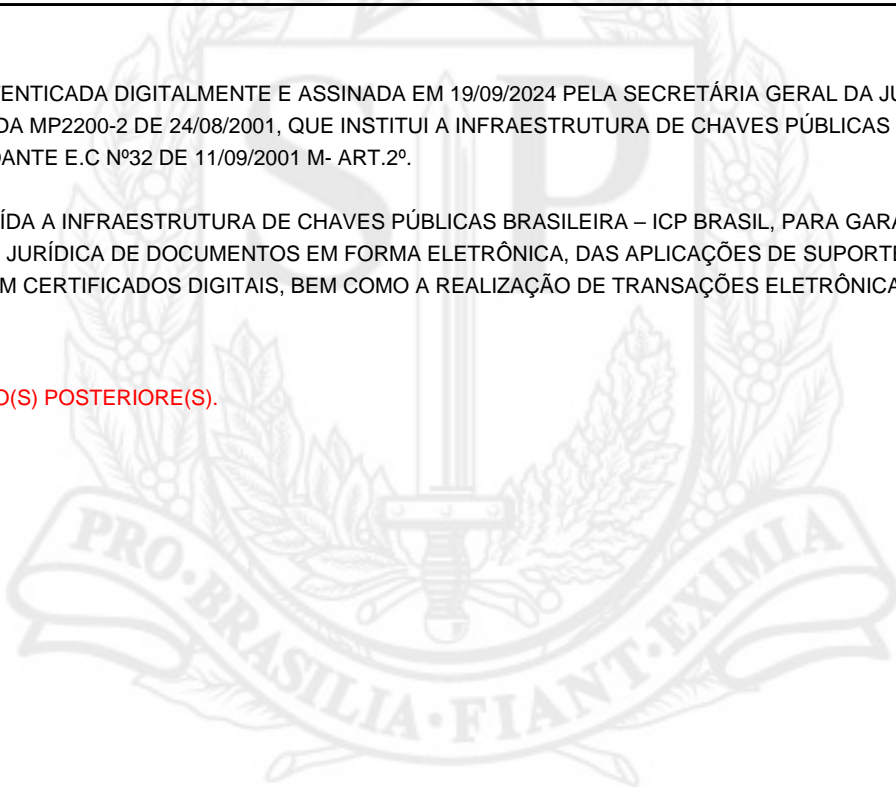 ENTICADA DIGITALMENTE E ASSINADA EM 19/09/2024 PELA SECRETÁRIA GERAL DA JU
DA MP2200-2 DE 24/08/2001, QUE INSTITUI A INFRAESTRUTURA DE CHAVES PÚBLICAS
DANTE E.C Nº32 DE 11/09/2001 M- ART.2º.
ÍDA A INFRAESTRUTURA DE CHAVES PÚBLICAS BRASILEIRA – ICP BRASIL, PARA GARA
JURÍDICA DE DOCUMENTOS EM FORMA ELETRÔNICA, DAS APLICAÇÕES DE SUPORTE
M CERTIFICADOS DIGITAIS, BEM COMO A REALIZAÇÃO DE TRANSAÇÕES ELETRÔNICA
O(S) POSTERIORE(S).
SP
PRO·BRASILIA·FIANT·EXIMIA